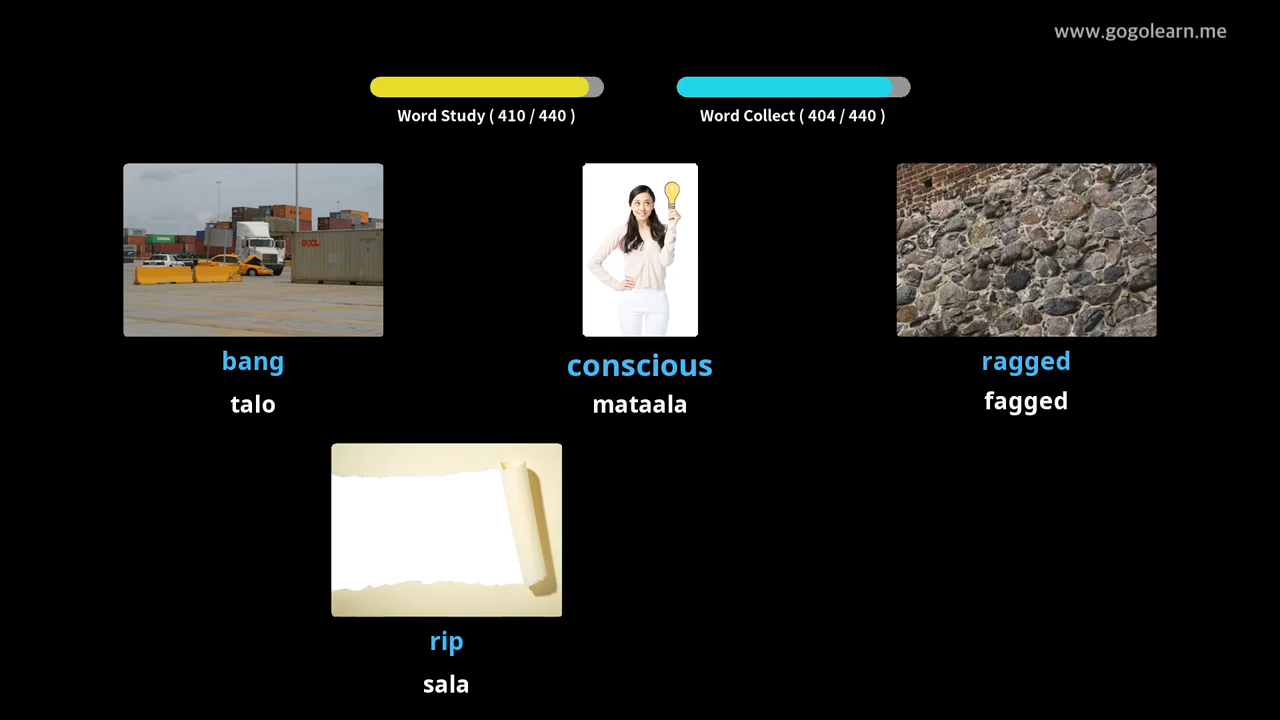 www.gogolearn.me
Word Study ( 410 / 440 )
Word Collect ( 404 / 440 )
OOCL
bang
conscious
ragged
talo
mataala
fagged
rip
sala